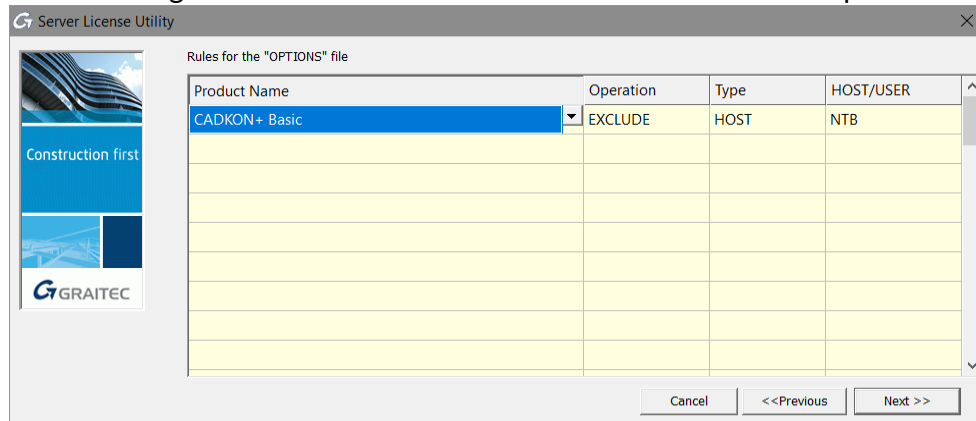 Server License Utility
Rules for the "OPTIONS" file
Product Name Operation Type HOST/USER
CADKON+ Basic EXCLUDE HOST NTB
Construction first
GRAITEC
Cancel <<Previous Next >>